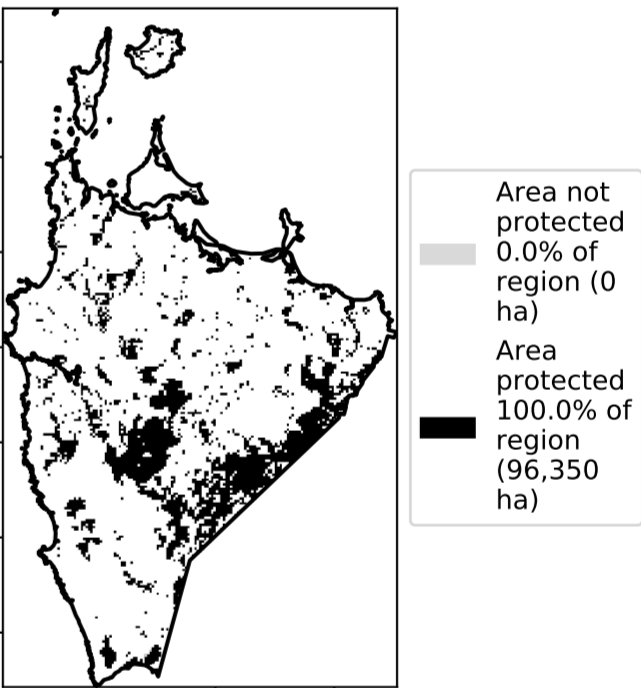 Area not
protected
0.0% of
region (0
ha)
Area
protected
100.0% of
region
(96,350
ha)